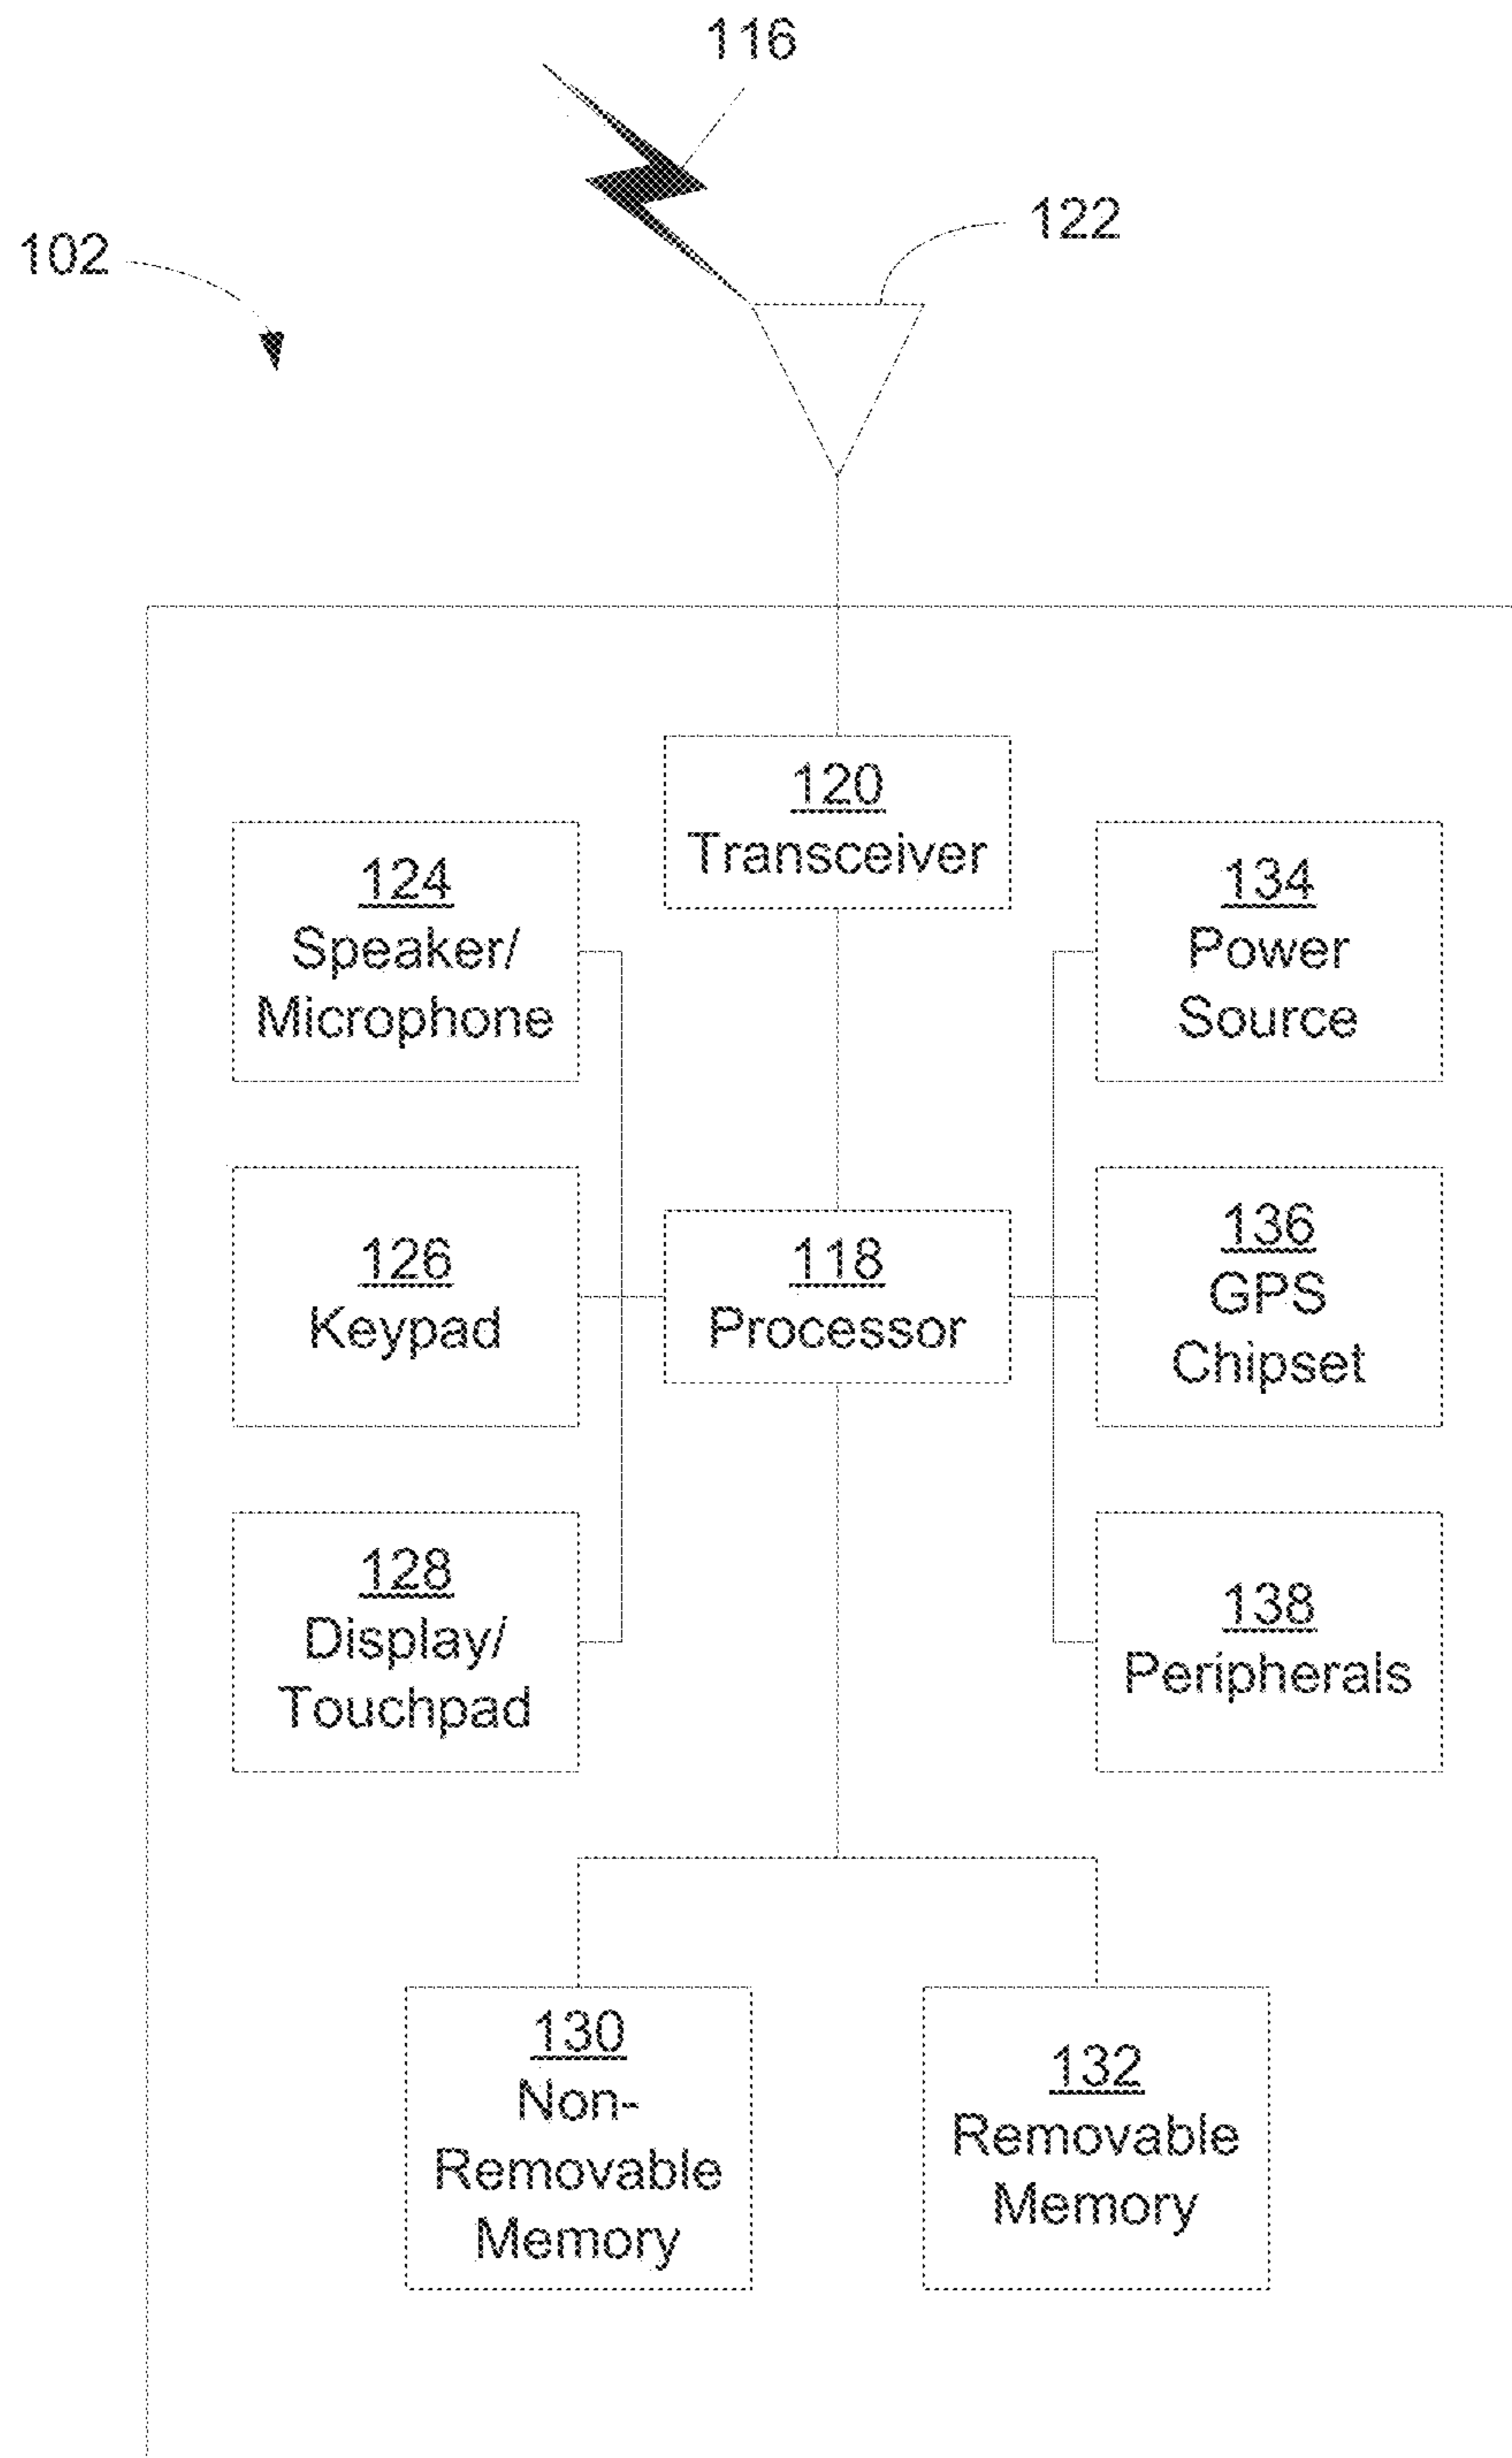 116
122
102
120
Transceiver
124
Speaker/
Microphone
134
Power
Source
126
Keypad
118
Processor
136
GPS
Chipset
128
Display/
Touchpad
138
Peripherals
130
Non-
Removable
Memory
132
Removable
Memory